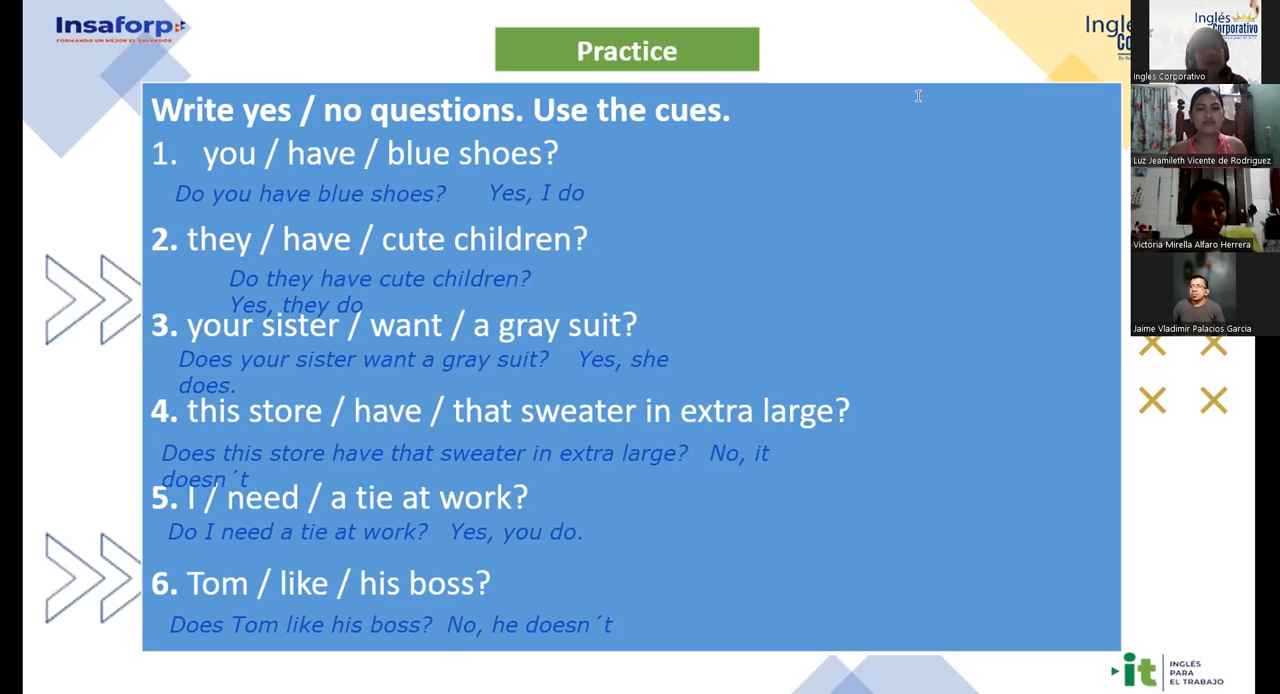 Insaforp
FORMANDO UN MEJOR EL SALVADOR
Practice
Inglés
Co
Inglés
Corporativo
Ingles Corporativo
Luz Jeamileth Vicente de Rodriguez
Victoria Mirella Alfaro Herrera
Jaime Vladimir Palacios Garcia
Write yes / no questions. Use the cues.
1. you / have / blue shoes?
Do you have blue shoes? Yes, I do
2. they / have / cute children?
Do they have cute children?
Yes, they do
3. your sister / want / a gray suit?
Does your sister want a gray suit? Yes, she
does.
4. this store / have / that sweater in extra large?
Does this store have that sweater in extra large? No, it
doesn´t
5. I / need / a tie at work?
Do I need a tie at work? Yes, you do.
6. Tom / like / his boss?
Does Tom like his boss? No, he doesn´t
it
INGLÉS
PARA
EL TRABAJO